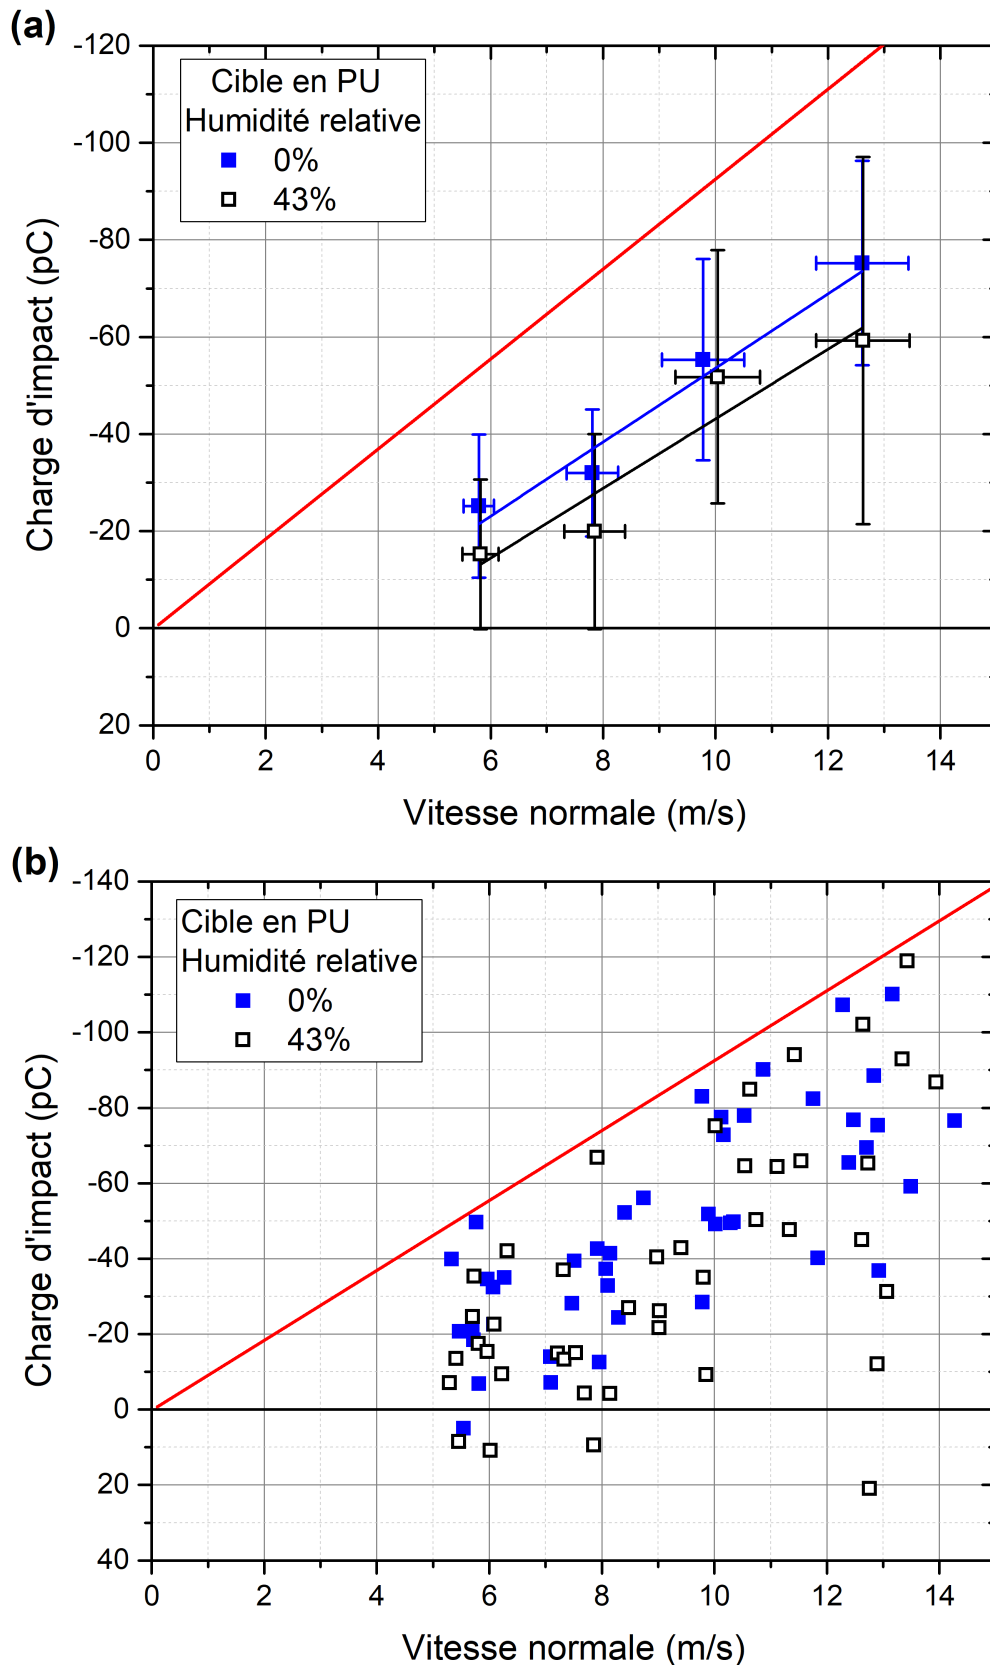 (a)
-120
-100
-80
-60
-40
-20
0
20
Charge d'impact (pC)
Cible en PU
Humidité relative
0%
43%
0 2 4 6 8 10 12 14
Vitesse normale (m/s)
(b)
-140
-120
-100
-80
-60
-40
-20
0
20
40
Charge d'impact (pC)
Cible en PU
Humidité relative
0%
43%
0 2 4 6 8 10 12 14
Vitesse normale (m/s)